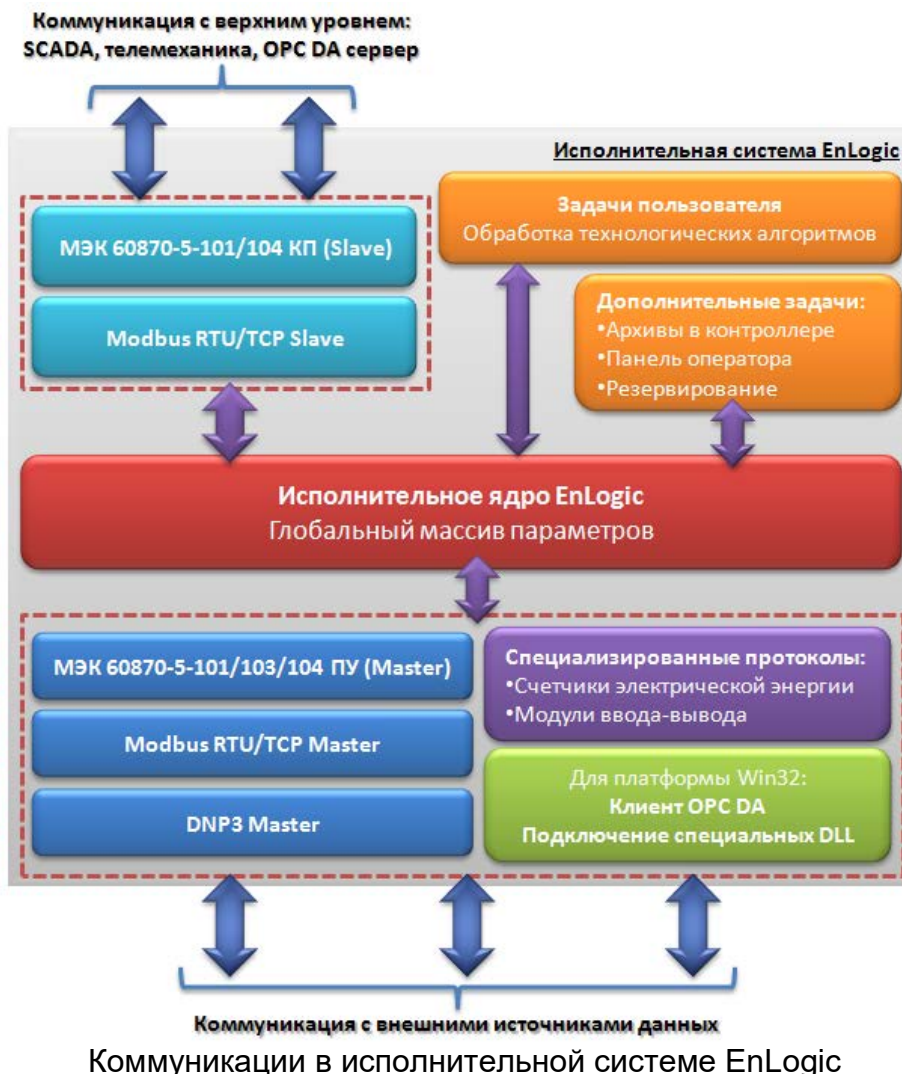 Коммуникация с верхним уровнем:
SCADA, телемеханика, OPC DA сервер
Исполнительная система EnLogic
МЭК 60870-5-101/104 КП (Slave)
Modbus RTU/TCP Slave
Задачи пользователя
Обработка технологических алгоритмов
Дополнительные задачи:
•Архивы в контроллере
•Панель оператора
•Резервирование
Исполнительное ядро EnLogic
Глобальный массив параметров
МЭК 60870-5-101/103/104 ПУ (Master)
Modbus RTU/TCP Master
DNP3 Master
Специализированные протоколы:
•Счетчики электрической энергии
•Модули ввода-вывода
Для платформы Win32:
Клиент OPC DA
Подключение специальных DLL
Коммуникация с внешними источниками данных
Коммуникации в исполнительной системе EnLogic